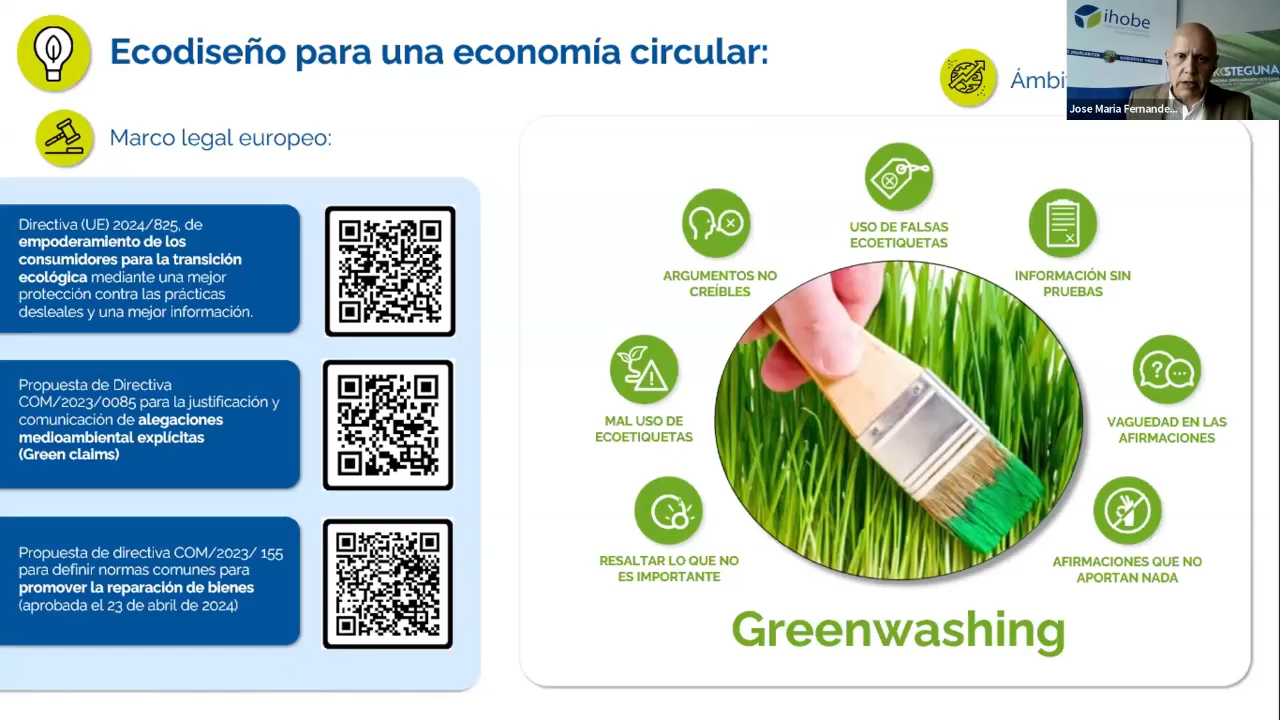 Ecodiseño para una economía circular:
Marco legal europeo:
Directiva (UE) 2024/825, de
empoderamiento de los
consumidores para la transición
ecológica mediante una mejor
protección contra las prácticas
desleales y una mejor información.
Propuesta de Directiva
COM/2023/0085 para la justificación y
comunicación de alegaciones
medioambiental explícitas
(Green claims)
Propuesta de directiva COM/2023/ 155
para definir normas comunes para
promover la reparación de bienes
(aprobada el 23 de abril de 2024)
ihobe
STEGUNA
Jose Maria Fernande...
USO DE FALSAS
ECOETIQUETAS
ARGUMENTOS NO
CREÍBLES
INFORMACIÓN SIN
PRUEBAS
MAL USO DE
ECOETIQUETAS
VAGUEDAD EN LAS
AFIRMACIONES
RESALTAR LO QUE NO
ES IMPORTANTE
AFIRMACIONES QUE NO
APORTAN NADA
Greenwashing